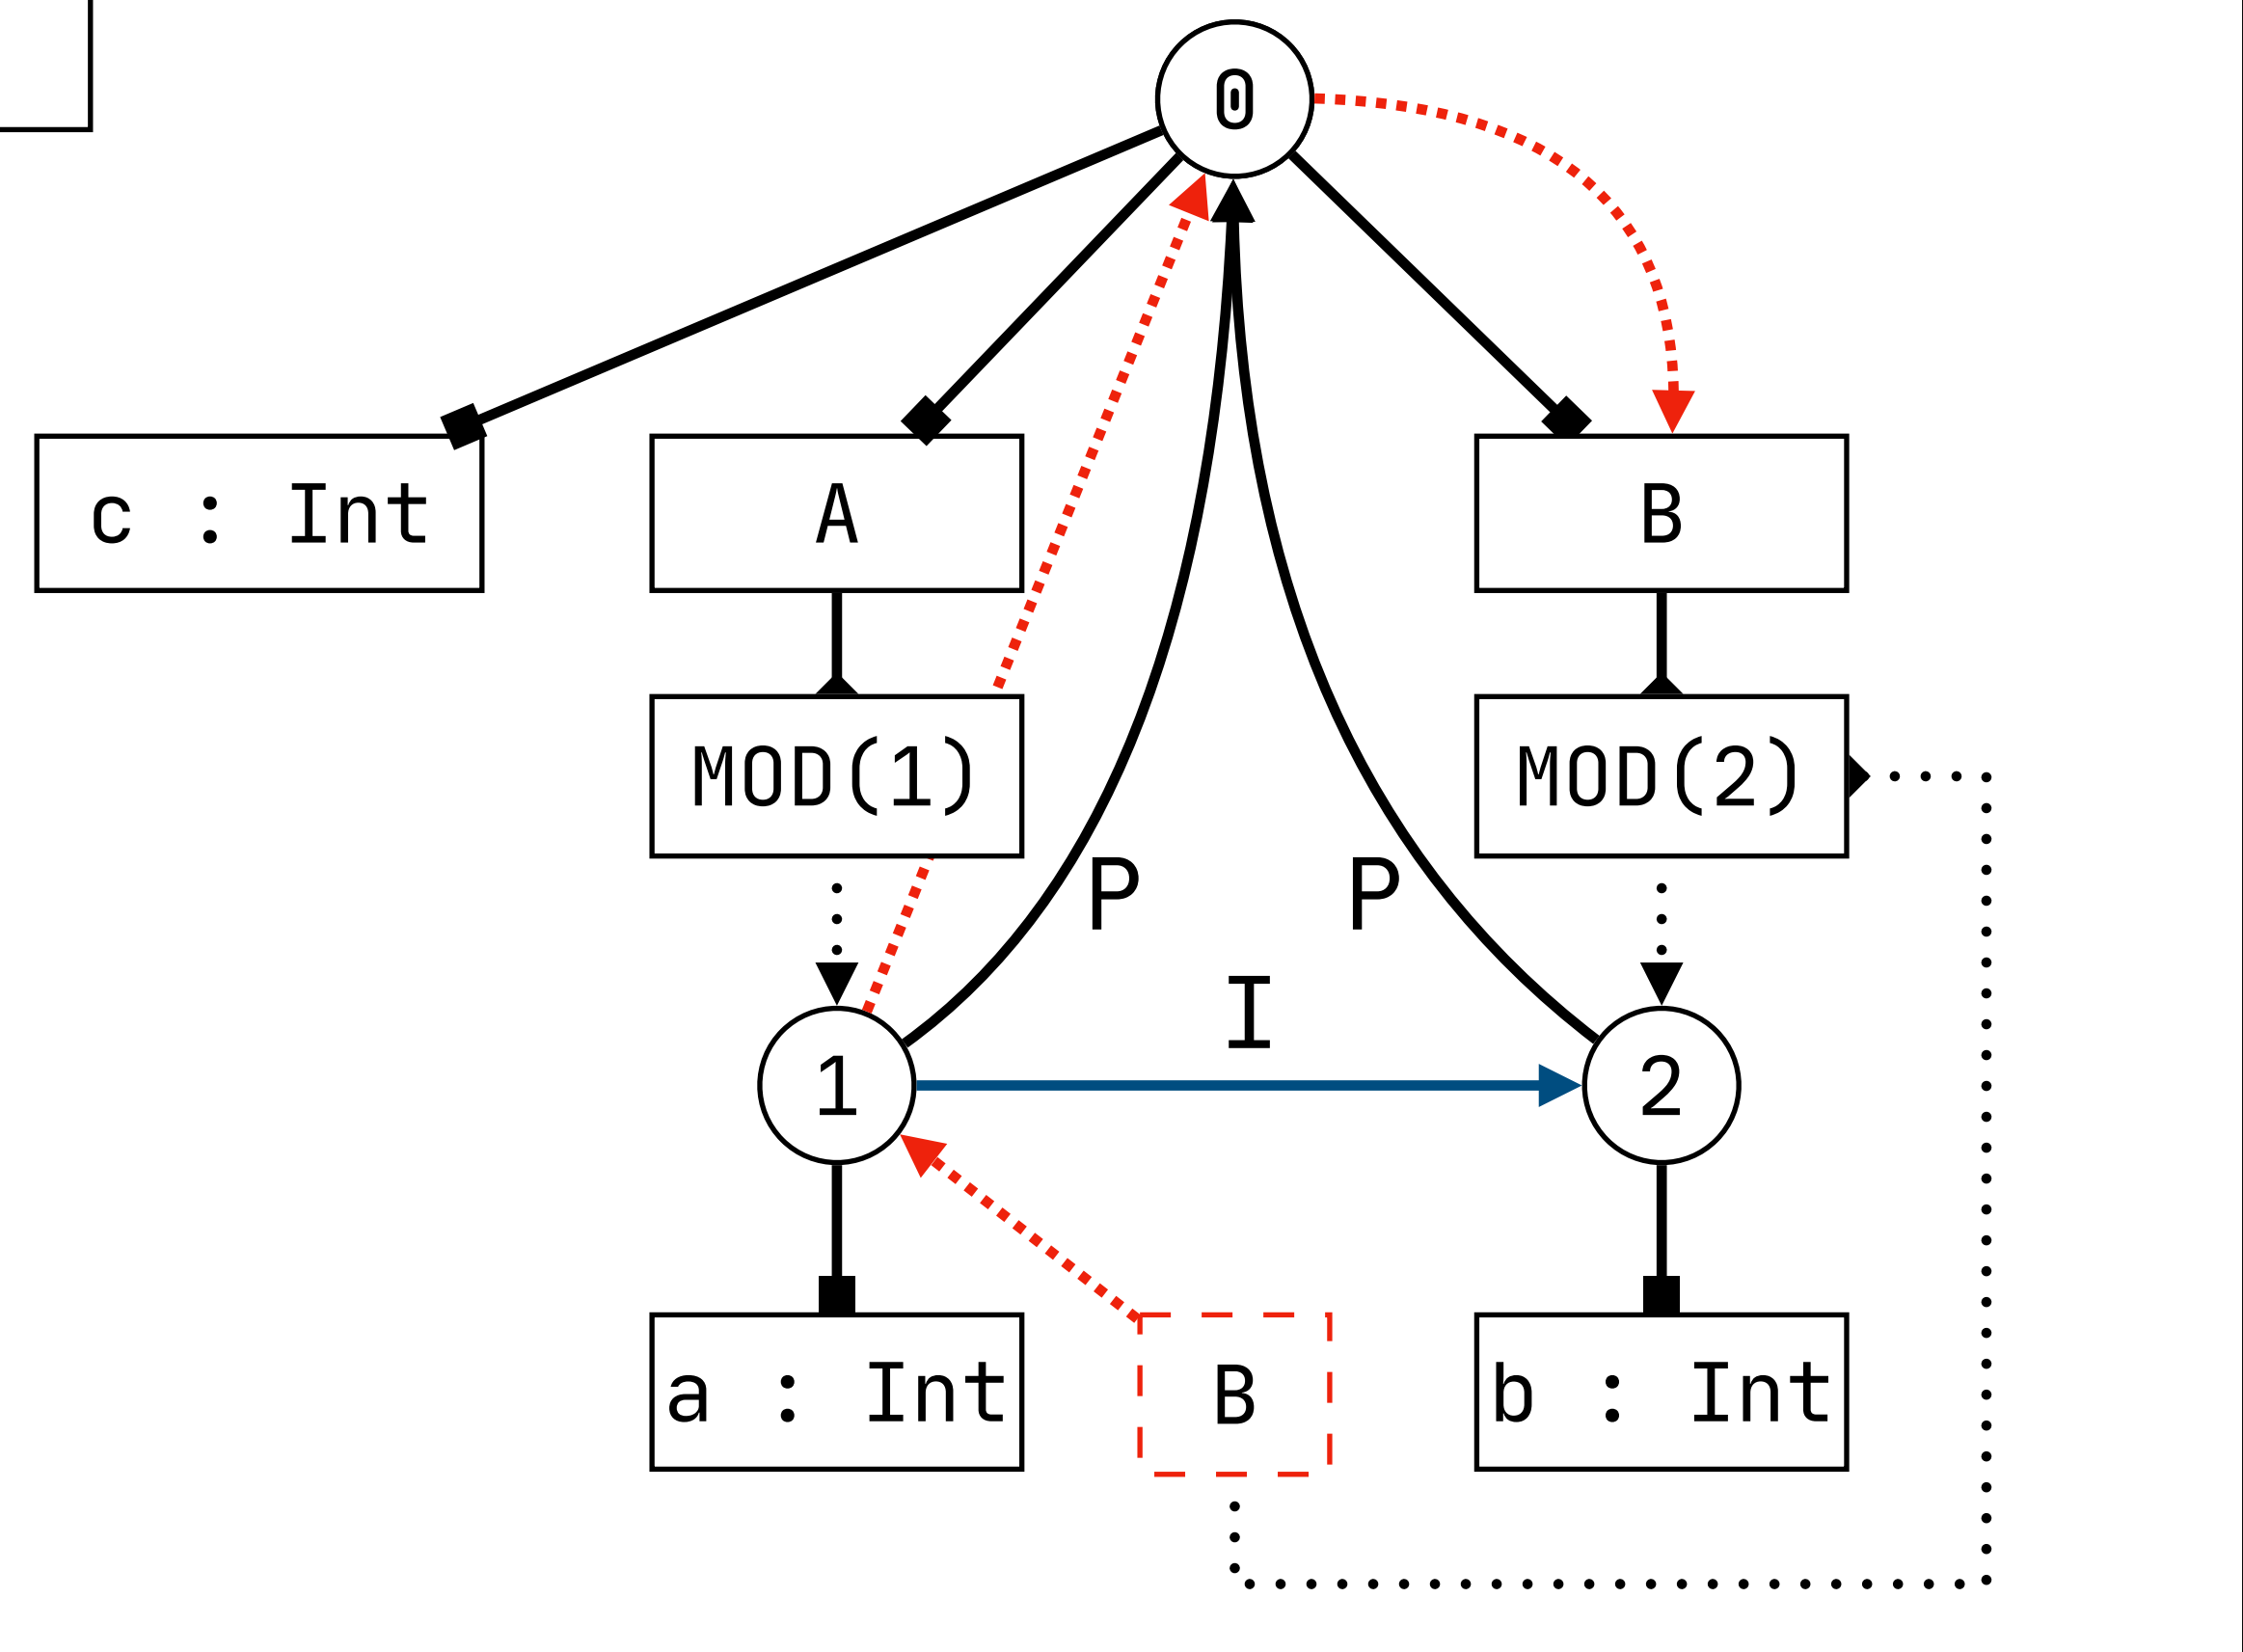 0
c : Int
A
B
MOD(1)
MOD(2)
P
P
I
1
2
a : Int
B
b : Int